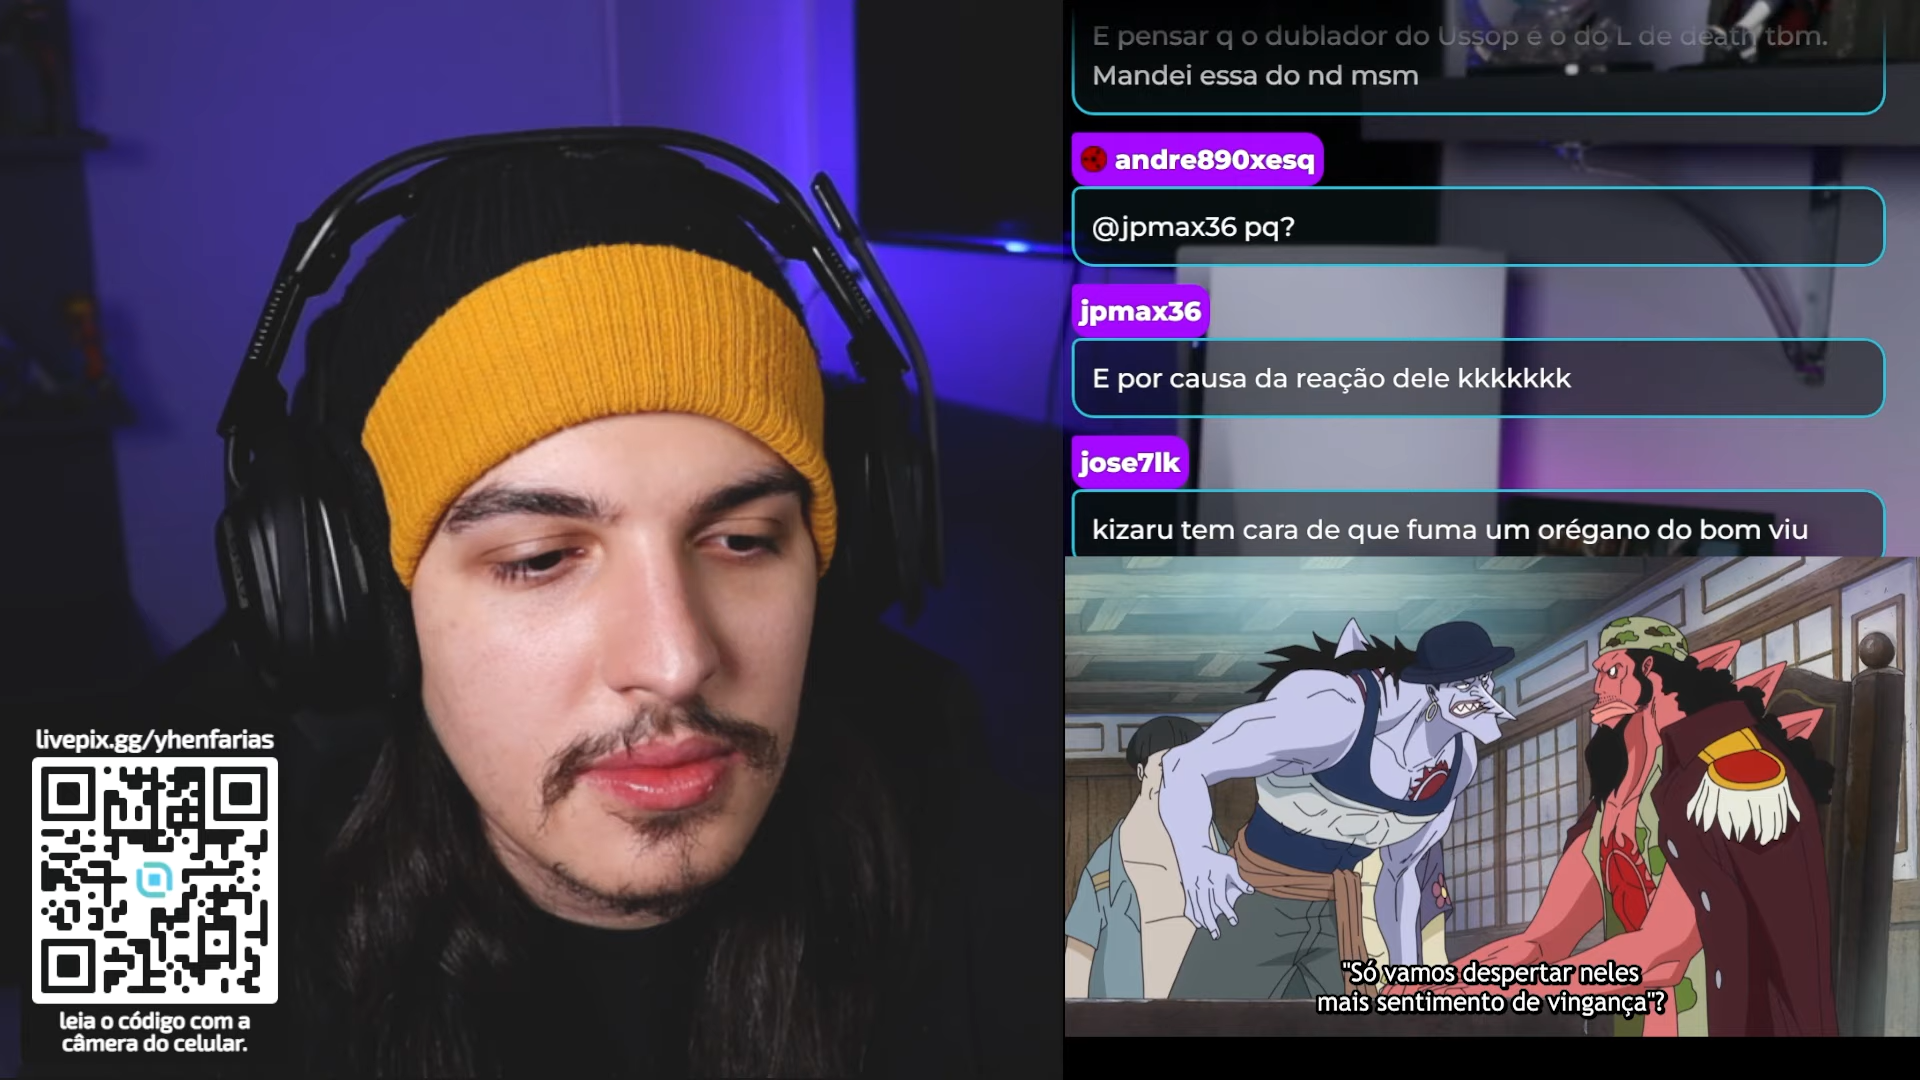 E pensar q o dublador do Ussop é o do L de death tbm.
Mandei essa do nd msm
andre890xesq
@jpmax36 pq?
jpmax36
E por causa da reação dele kkkkkkk
jose7lk
kizaru tem cara de que fuma um orégano do bom viu
livepix.gg/yhenfarias
leia o código com a
câmera do celular.
"Só vamos despertar neles
mais sentimento de vingança"?